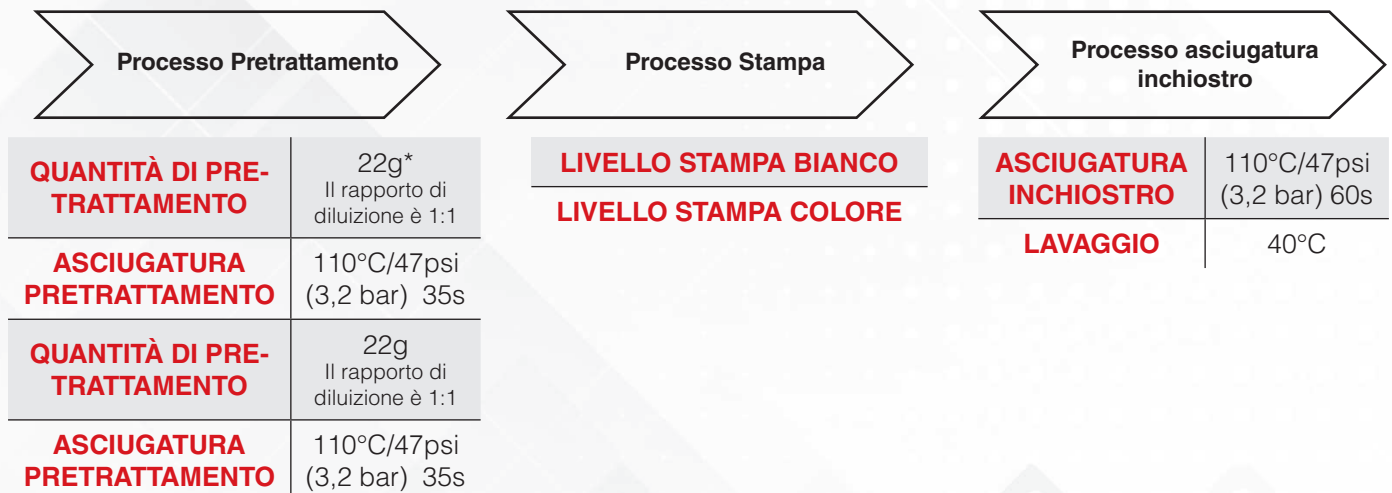 Processo Pretrattamento
QUANTITÀ DI PRE-
TRATTAMENTO
22g*
Il rapporto di
diluizione è 1:1
ASCIUGATURA
PRETRATTAMENTO
110°C/47psi
(3,2 bar) 35s
QUANTITÀ DI PRE-
TRATTAMENTO
22g
Il rapporto di
diluizione è 1:1
ASCIUGATURA
PRETRATTAMENTO
110°C/47psi
(3,2 bar) 35s
Processo Stampa
LIVELLO STAMPA BIANCO
LIVELLO STAMPA COLORE
Processo asciugatura
inchiostro
ASCIUGATURA
INCHIOSTRO
110°C/47psi
(3,2 bar) 60s
LAVAGGIO
40°C